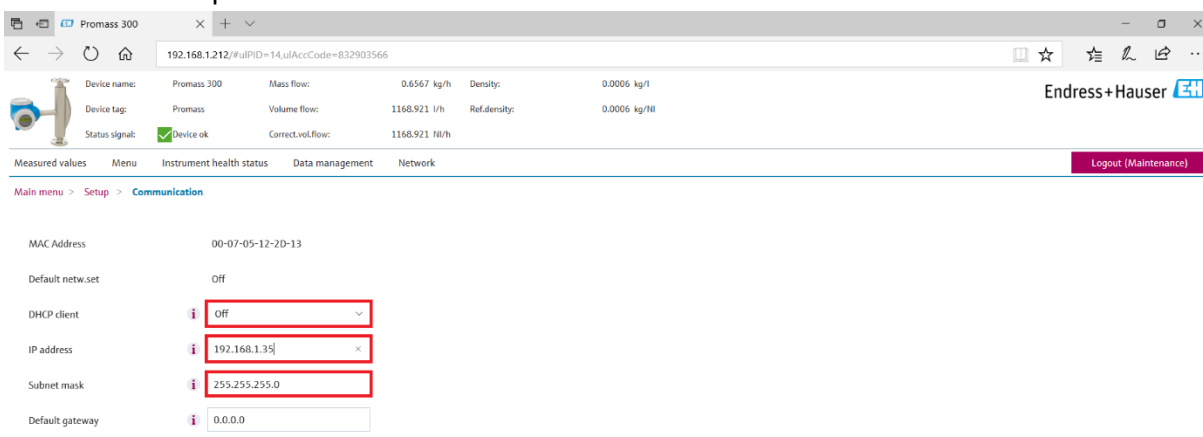 Promass 300
192.168.1.212/#ulPID=14,ulAccCode=832903566
Device name: Promass 300 Mass flow: 0.6567 kg/h Density: 0.0006 kg/l
Device tag: Promass Volume flow: 1168.921 l/h Ref.density: 0.0006 kg/Nl
Status signal: Device ok Correct.vol.flow: 1168.921 Nl/h
Endress+Hauser EH
Measured values Menu Instrument health status Data management Network Logout (Maintenance)
Main menu > Setup > Communication
MAC Address 00-07-05-12-2D-13
Default netw.set Off
DHCP client i Off
IP address i 192.168.1.35
Subnet mask i 255.255.255.0
Default gateway i 0.0.0.0